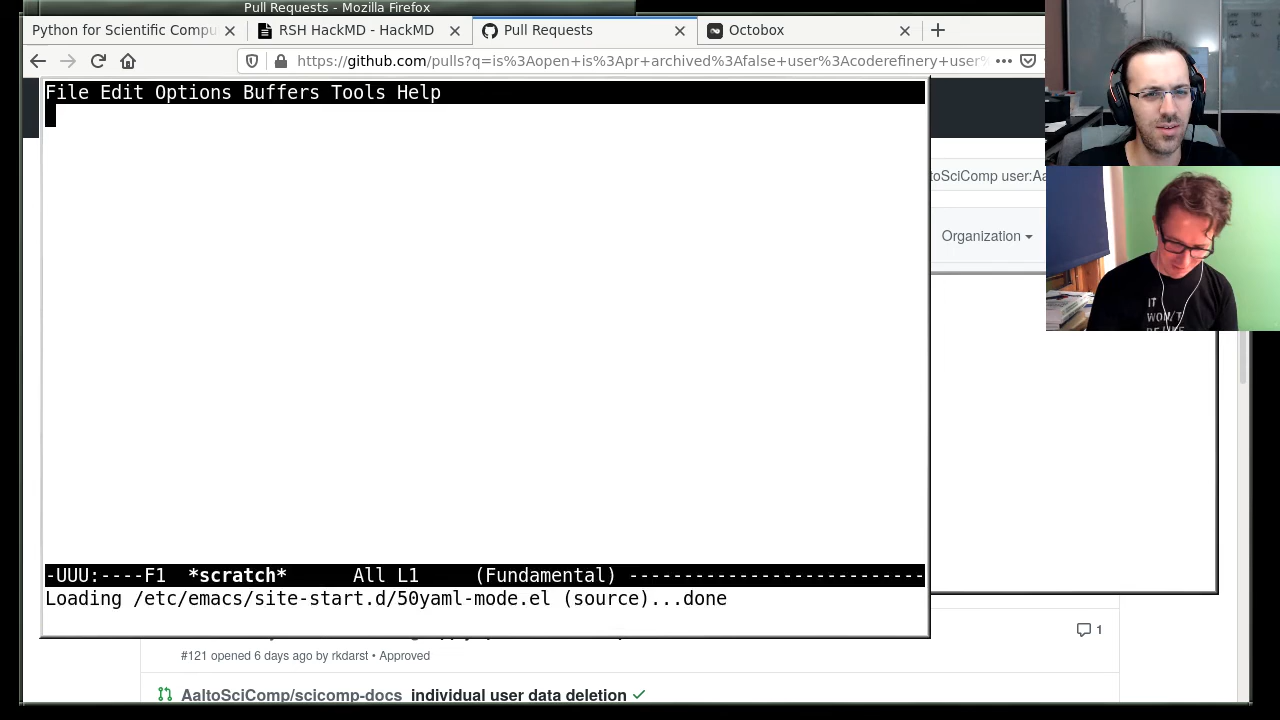 Pull Requests - Mozilla Firefox
Python for Scientific Compu
RSH HackMD - HackMD
Pull Requests
Octobox
https://github.com/pulls?q=is%3Aopen+is%3Apr+archived%3Afalse+user%3Acoderefinery+user%
File Edit Options Buffers Tools Help
toSciComp user:Aa
Organization
IT
WON'T
-UUU:----F1 *scratch* All L1 (Fundamental) ---------------------------
Loading /etc/emacs/site-start.d/50yaml-mode.el (source)...done
1
#121 opened 6 days ago by rkdarst • Approved
AaltoSciComp/scicomp-docs individual user data deletion